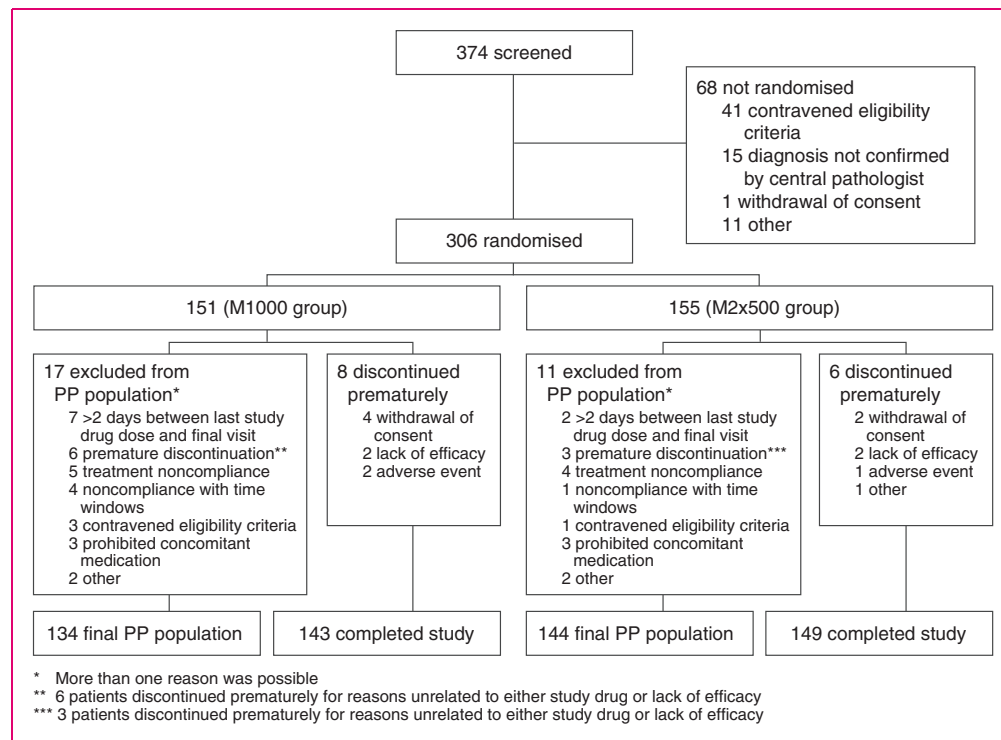 374 screened
68 not randomised
41 contravened eligibility
criteria
15 diagnosis not confirmed
by central pathologist
1 withdrawal of consent
11 other
306 randomised
151 (M1000 group)
155 (M2x500 group)
17 excluded from
PP population*
7 >2 days between last study
drug dose and final visit
6 premature discontinuation**
5 treatment noncompliance
4 noncompliance with time
windows
3 contravened eligibility criteria
3 prohibited concomitant
medication
2 other
8 discontinued
prematurely
4 withdrawal of
consent
2 lack of efficacy
2 adverse event
11 excluded from
PP population*
2 >2 days between last study
drug dose and final visit
3 premature discontinuation***
4 treatment noncompliance
1 noncompliance with time
windows
1 contravened eligibility criteria
3 prohibited concomitant
medication
2 other
6 discontinued
prematurely
2 withdrawal of
consent
2 lack of efficacy
1 adverse event
1 other
134 final PP population
143 completed study
144 final PP population
149 completed study
* More than one reason was possible
** 6 patients discontinued prematurely for reasons unrelated to either study drug or lack of efficacy
*** 3 patients discontinued prematurely for reasons unrelated to either study drug or lack of efficacy